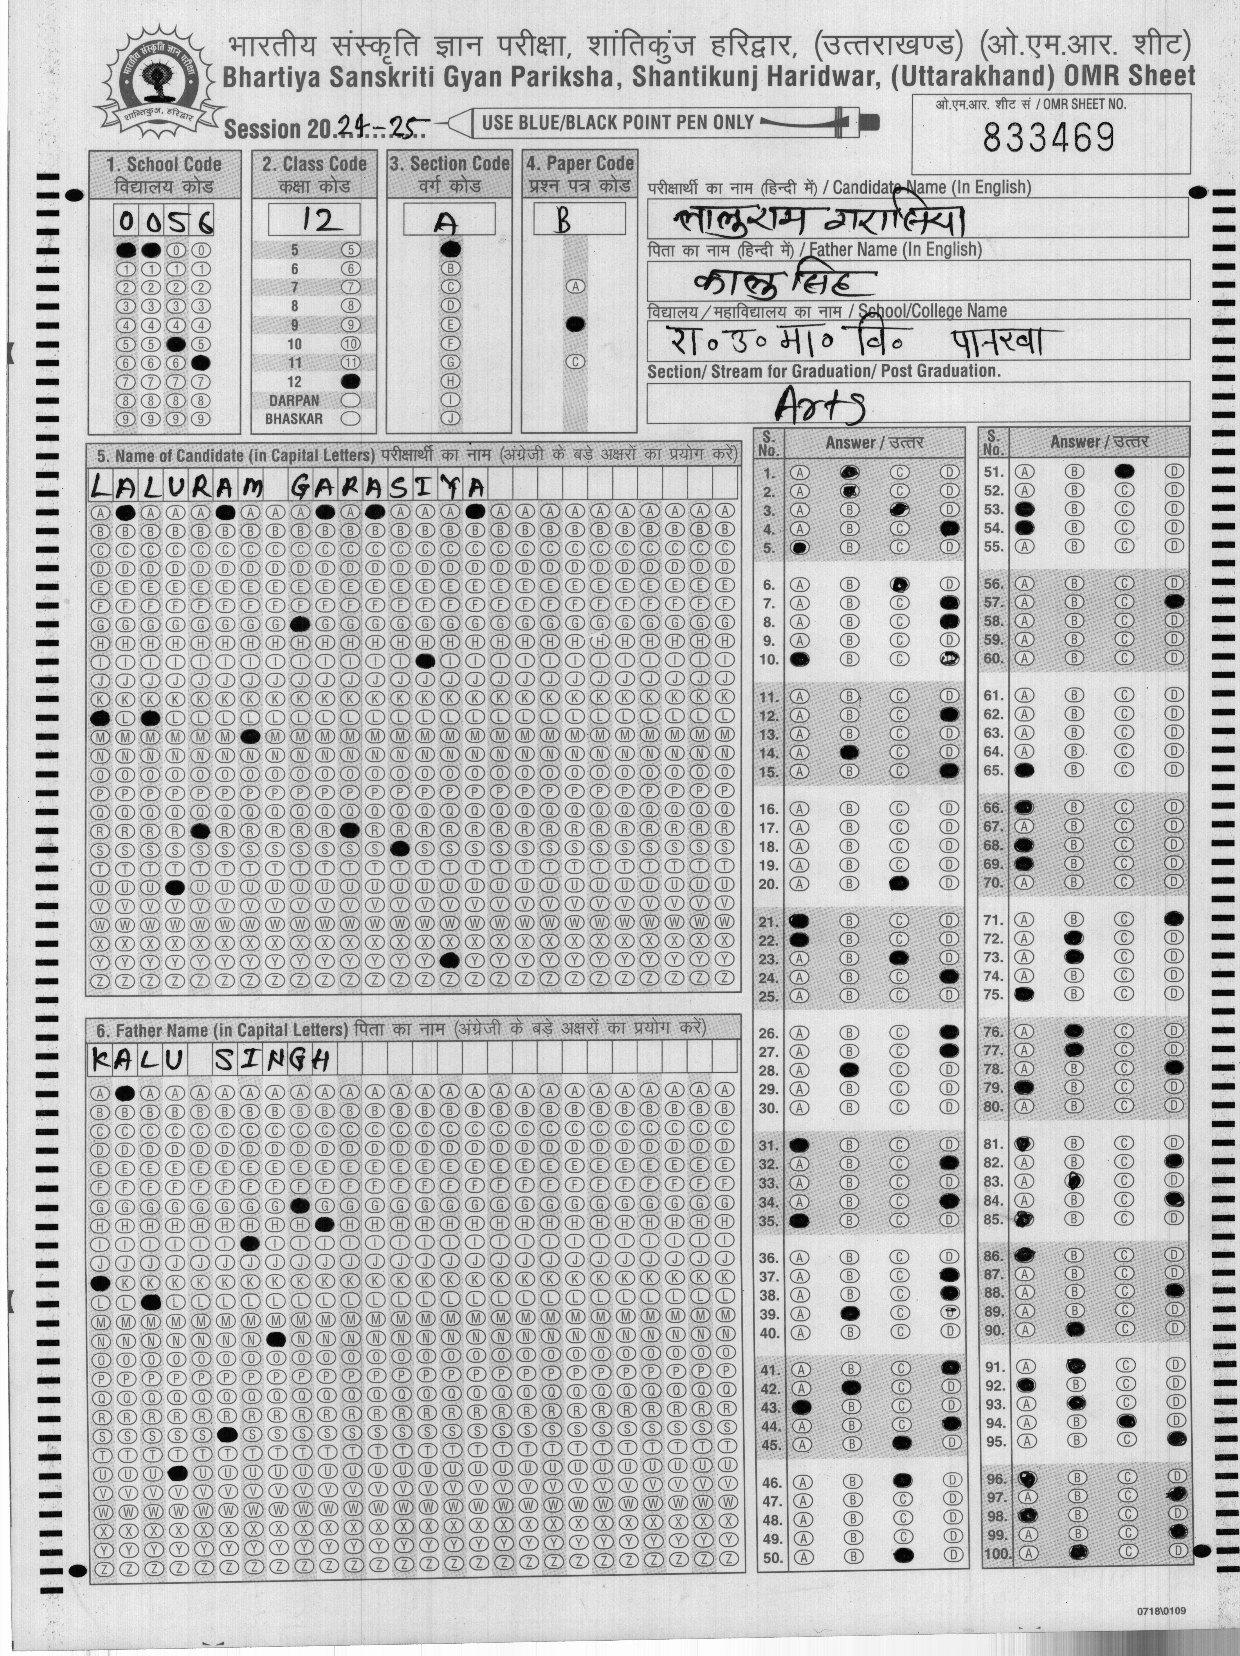 भारतीय संस्कृति ज्ञान परीक्षा, शांतिकुंज हरिद्वार, (उत्तराखण्ड) (ओ.एम.आर. शीट)
Bhartiya Sanskriti Gyan Pariksha, Shantikunj Haridwar, (Uttarakhand) OMR Sheet
Session 2024-25
USE BLUE/BLACK POINT PEN ONLY
ओ.एम.आर. शीट सं / OMR SHEET NO.
833469
1. School Code
विद्यालय कोड
0056
2. Class Code
कक्षा कोड
12
5
6
7
8
9
10
11
12
DARPAN
BHASKAR
3. Section Code
वर्ग कोड
A
4. Paper Code
प्रश्न पत्र कोड
B
परीक्षार्थी का नाम (हिन्दी में) / Candidate Name (In English)
लालुराम गरासिया
पिता का नाम (हिन्दी में) / Father Name (In English)
कालु सिंह
विद्यालय / महाविद्यालय का नाम / School/College Name
रा० उ० मा० वि० पानरवा
Section/ Stream for Graduation/ Post Graduation.
Arts
5. Name of Candidate (in Capital Letters) परीक्षार्थी का नाम (अंग्रेजी के बड़े अक्षरों का प्रयोग करें)
LALURAM GARASIYA
6. Father Name (in Capital Letters) पिता का नाम (अंग्रेजी के बड़े अक्षरों का प्रयोग करें)
KALU SINGH
S. No. Answer / उत्तर
S. No. Answer / उत्तर
0718\0109